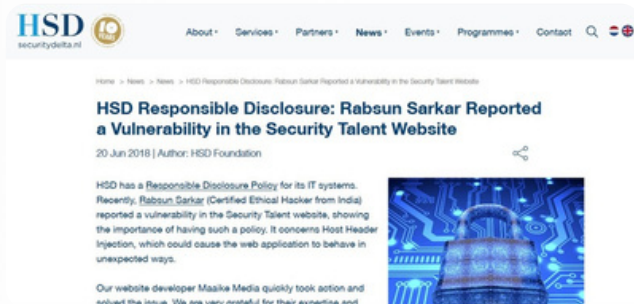 HSD
securitydelta.nl
10
YEARS
About Services Partners News Events Programmes Contact
Home > News > News > HSD Responsible Disclosure: Rabsun Sarkar Reported a Vulnerability in the Security Talent Website
HSD Responsible Disclosure: Rabsun Sarkar Reported
a Vulnerability in the Security Talent Website
20 Jun 2018 | Author: HSD Foundation
HSD has a Responsible Disclosure Policy for its IT systems.
Recently, Rabsun Sarkar (Certified Ethical Hacker from India)
reported a vulnerability in the Security Talent website, showing
the importance of having such a policy. It concerns Host Header
Injection, which could cause the web application to behave in
unexpected ways.
Our website developer Maaike Media quickly took action and
solved the issue. We are very grateful for their expertise and